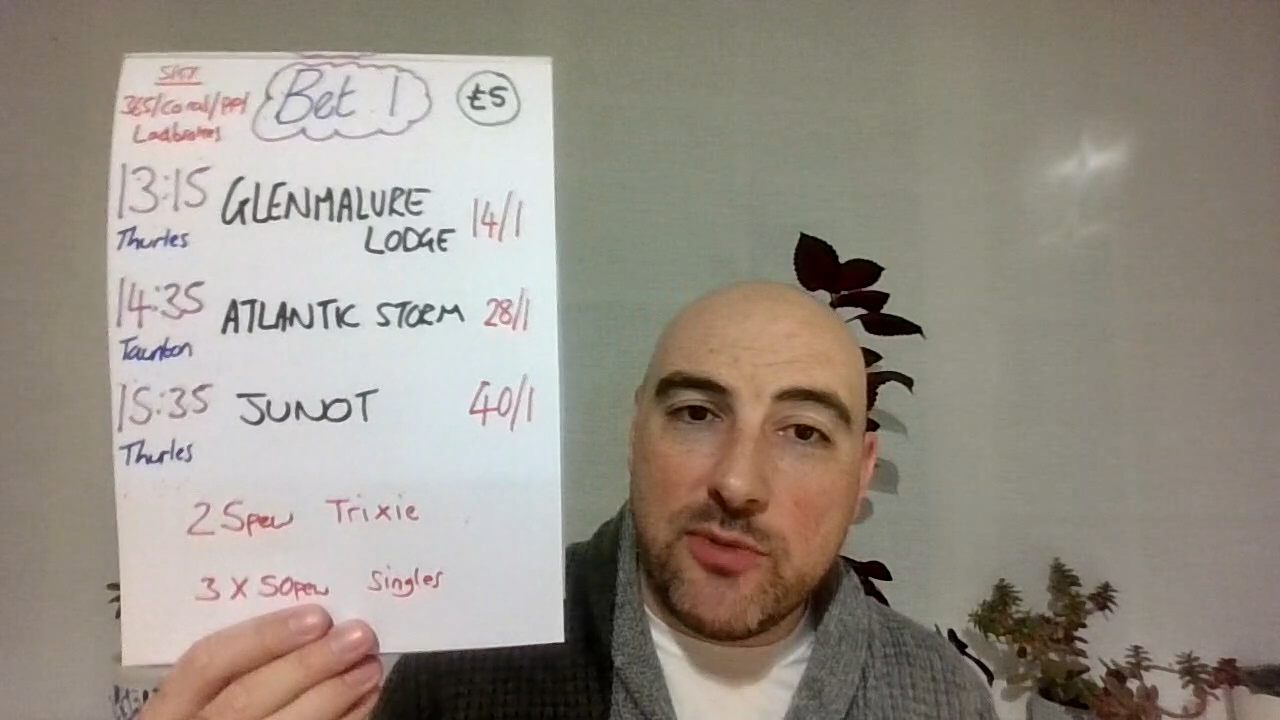 SKY
365/Coral/PP/
Ladbrokes
Bet 1
£5
13:15 GLENMALURE
LODGE 14/1
Thurles
14:35 ATLANTIC STORM 28/1
Taunton
15:35 JUNOT 40/1
Thurles
25pew Trixie
3 X 50pew Singles